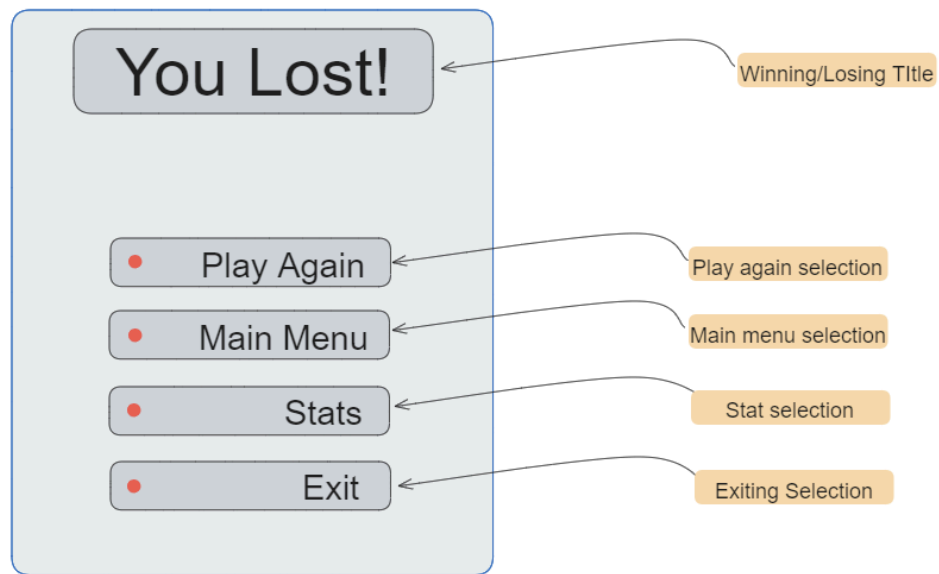 You Lost!
Winning/Losing TItle
Play Again
Play again selection
Main Menu
Main menu selection
Stats
Stat selection
Exit
Exiting Selection